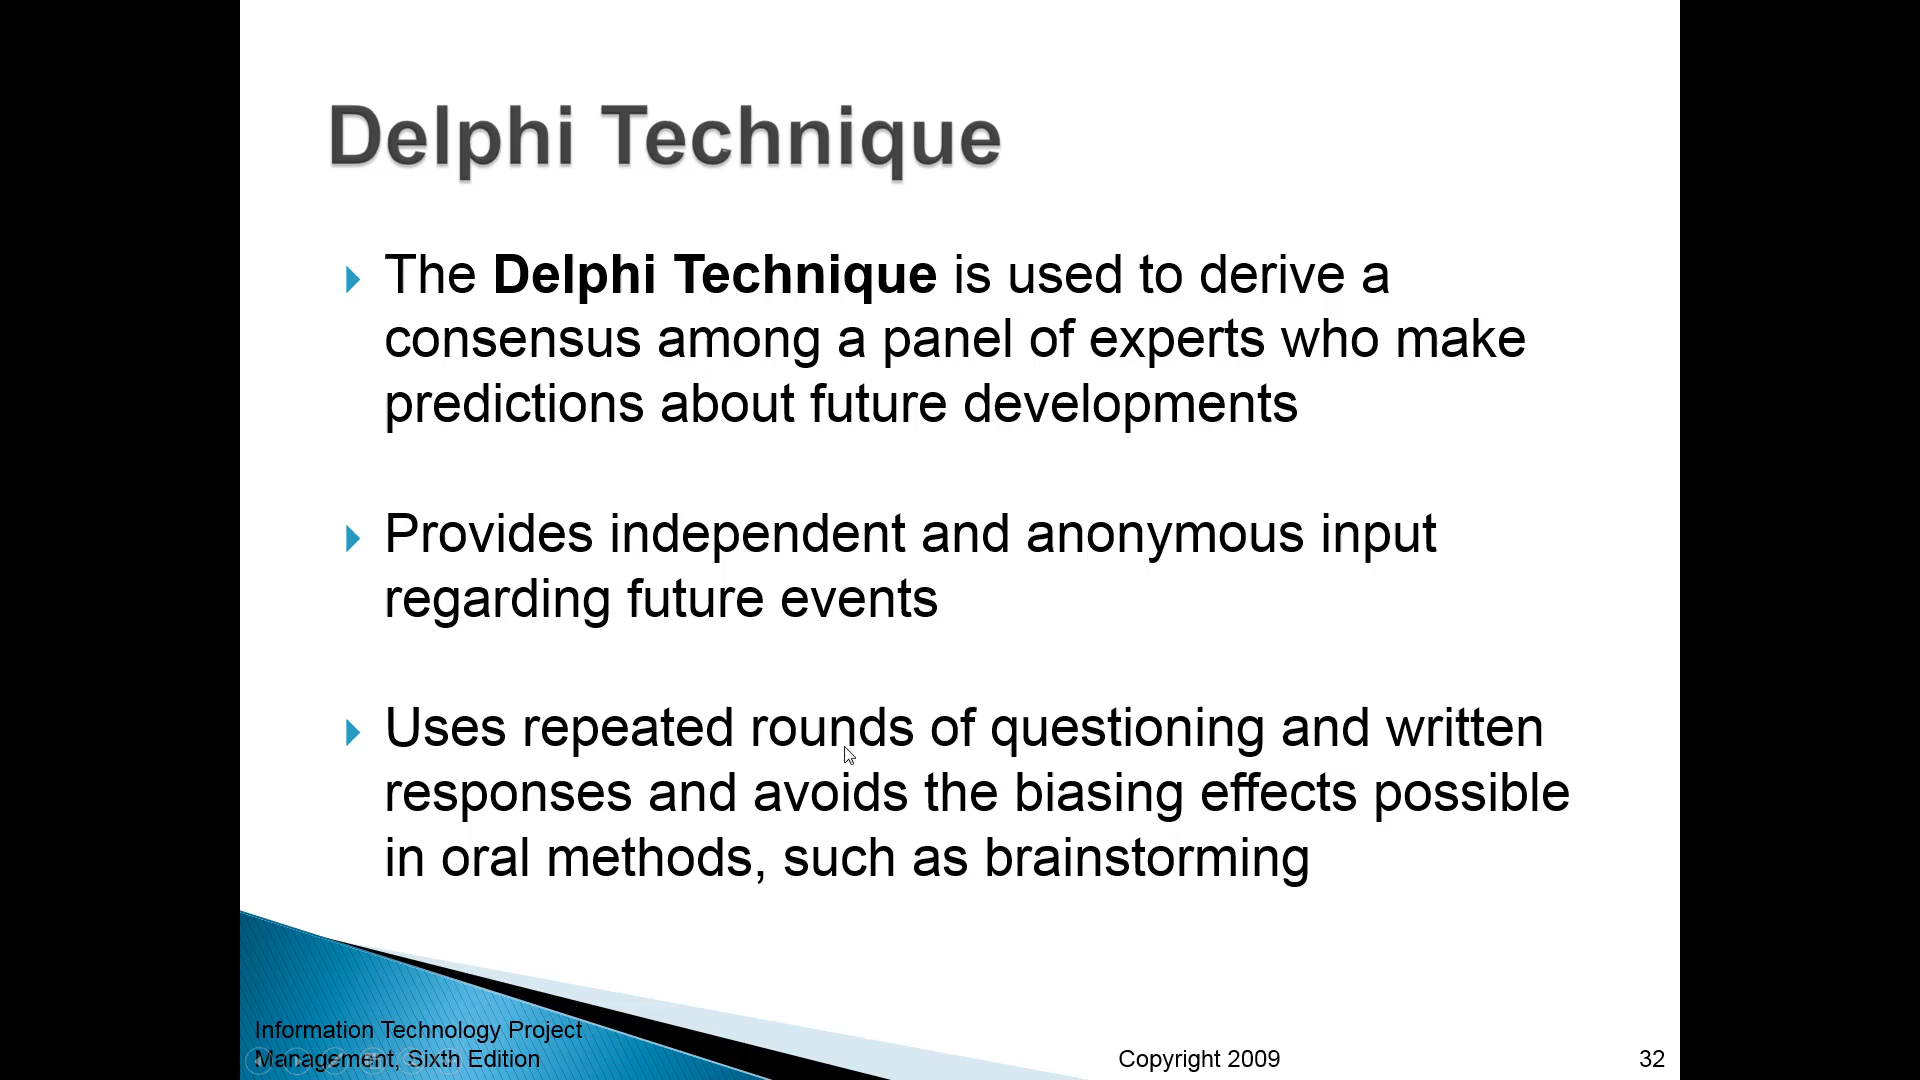 Delphi Technique
The Delphi Technique is used to derive a
consensus among a panel of experts who make
predictions about future developments
Provides independent and anonymous input
regarding future events
Uses repeated rounds of questioning and written
responses and avoids the biasing effects possible
in oral methods, such as brainstorming
Information Technology Project
Management, Sixth Edition
Copyright 2009
32